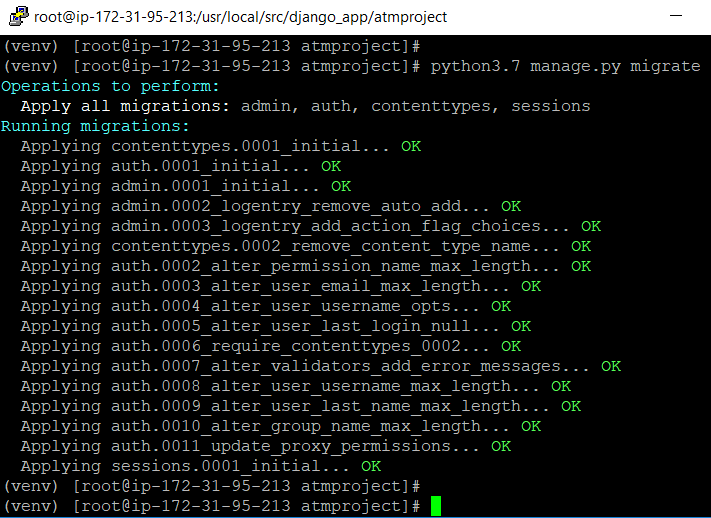 root@ip-172-31-95-213:/usr/local/src/django_app/atmproject
(venv) [root@ip-172-31-95-213 atmproject]#
(venv) [root@ip-172-31-95-213 atmproject]# python3.7 manage.py migrate
Operations to perform:
  Apply all migrations: admin, auth, contenttypes, sessions
Running migrations:
  Applying contenttypes.0001_initial... OK
  Applying auth.0001_initial... OK
  Applying admin.0001_initial... OK
  Applying admin.0002_logentry_remove_auto_add... OK
  Applying admin.0003_logentry_add_action_flag_choices... OK
  Applying contenttypes.0002_remove_content_type_name... OK
  Applying auth.0002_alter_permission_name_max_length... OK
  Applying auth.0003_alter_user_email_max_length... OK
  Applying auth.0004_alter_user_username_opts... OK
  Applying auth.0005_alter_user_last_login_null... OK
  Applying auth.0006_require_contenttypes_0002... OK
  Applying auth.0007_alter_validators_add_error_messages... OK
  Applying auth.0008_alter_user_username_max_length... OK
  Applying auth.0009_alter_user_last_name_max_length... OK
  Applying auth.0010_alter_group_name_max_length... OK
  Applying auth.0011_update_proxy_permissions... OK
  Applying sessions.0001_initial... OK
(venv) [root@ip-172-31-95-213 atmproject]#
(venv) [root@ip-172-31-95-213 atmproject]#